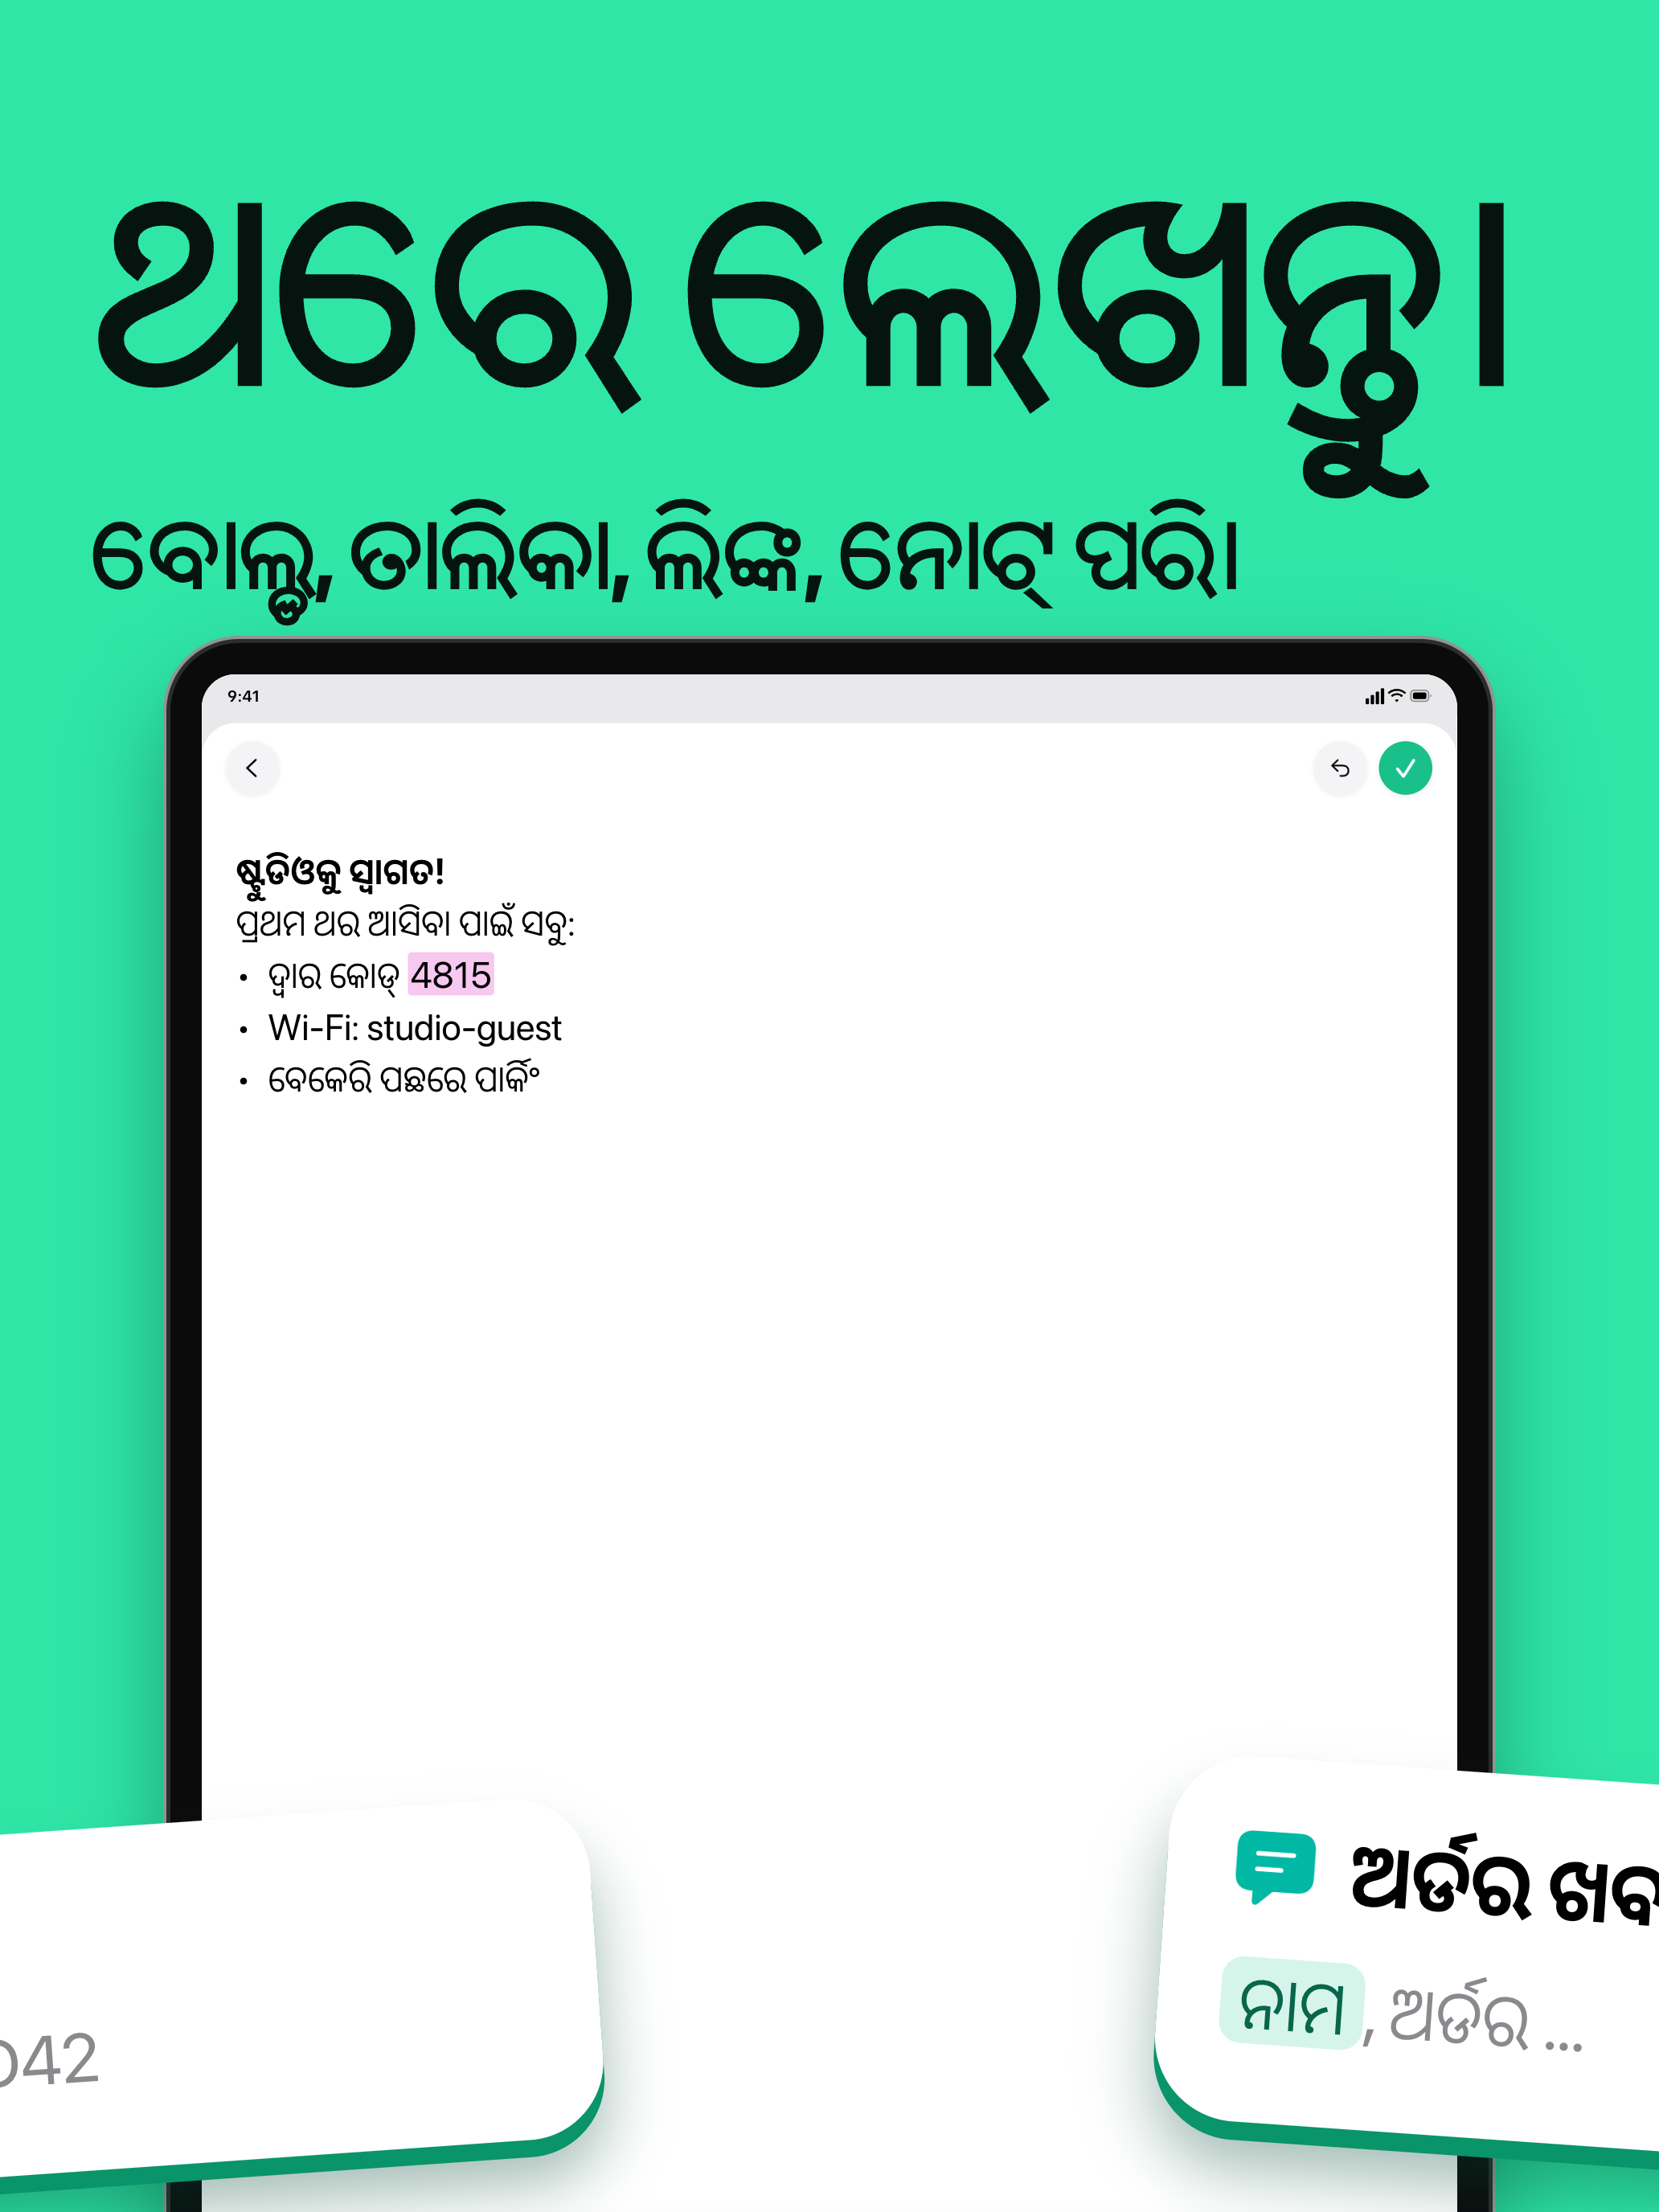 ଥରେ ଲେଖନ୍ତୁ।
ବୋଲ୍ଡ, ତାଲିକା, ଲିଙ୍କ, ନୋଟ୍ ପରି।
9:41
ଷ୍ଟୁଡିଓକୁ ସ୍ୱାଗତ!
ପ୍ରଥମ ଥର ଆସିବା ପାଇଁ ସବୁ:
• ଦ୍ୱାର କୋଡ୍ 4815
• Wi-Fi: studio-guest
• ବେକେରି ପଛରେ ପାର୍କିଂ
ଅର୍ଡର ଖବ
ନାମ, ଅର୍ଡର ...
042